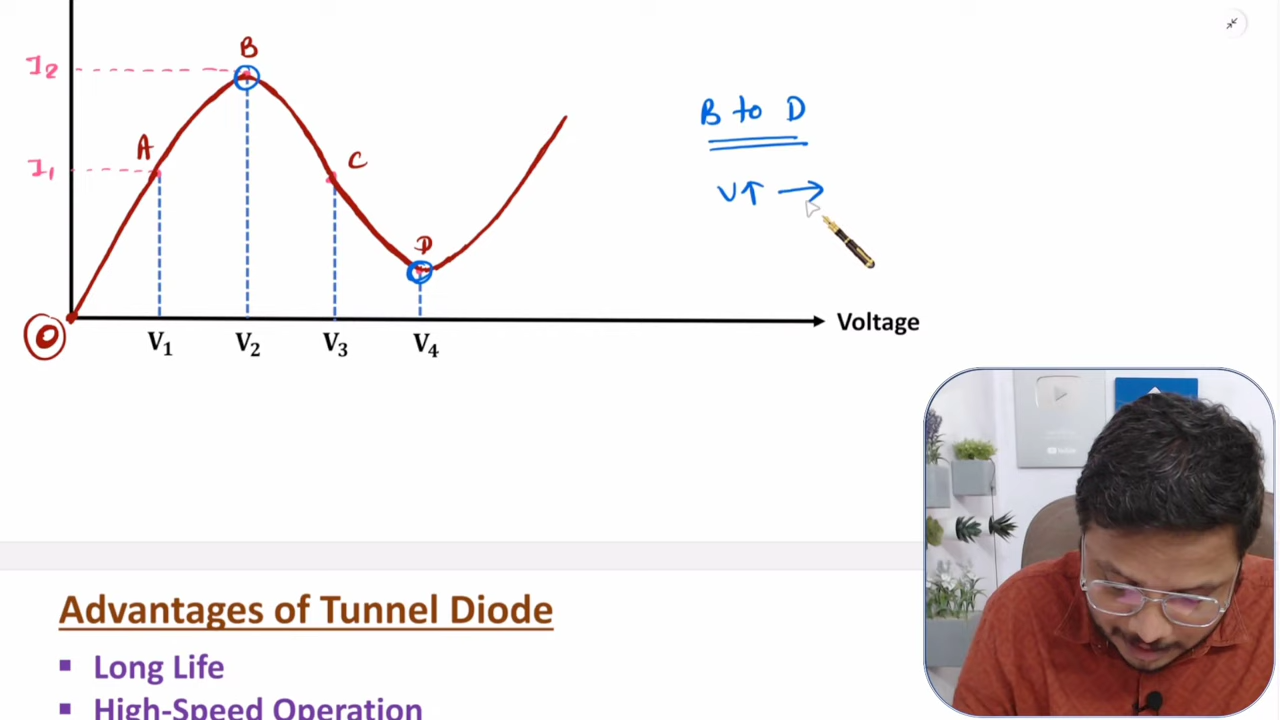 B
I2
B to D
A
C
I1
V↑ →
D
O
V1 V2 V3 V4
Voltage
Advantages of Tunnel Diode
▪ Long Life
▪ High-Speed Operation